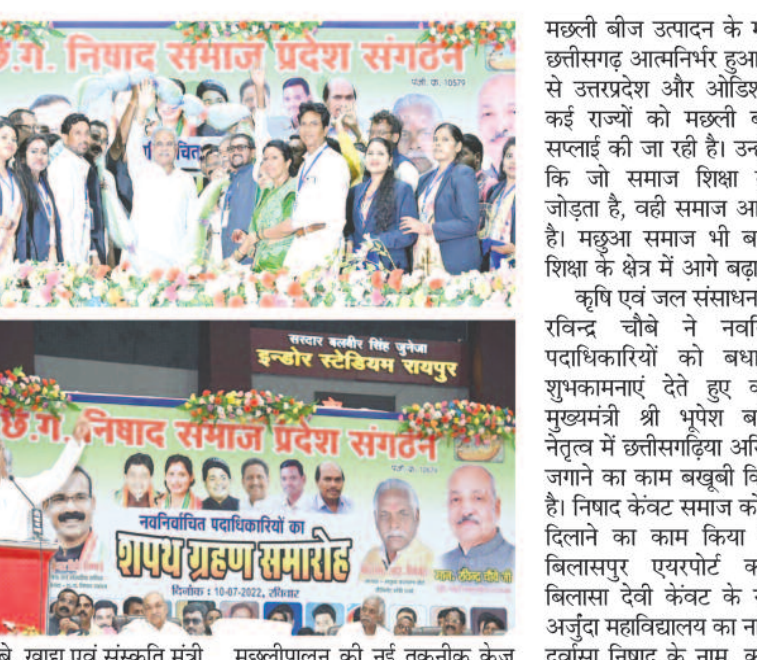 छ.ग. निषाद समाज प्रदेश संगठन
पंजी. क्र. 10579
सरदार बलबीर सिंह जुनेजा
इन्डोर स्टेडियम रायपुर
छ.ग. निषाद समाज प्रदेश संगठन
पंजी. क्र. 10579
नवनिर्वाचित पदाधिकारियों का
शपथ ग्रहण समारोह
दिनांक : 10-07-2022, रविवार
बे, खाद्य एवं संस्कृति मंत्री
मछलीपालन की नई तकनीक केज
मछली बीज उत्पादन के म
छत्तीसगढ़ आत्मनिर्भर हुआ
से उत्तरप्रदेश और ओडिश
कई राज्यों को मछली ब
सप्लाई की जा रही है। उन्ह
कि जो समाज शिक्षा
जोड़ता है, वही समाज आ
है। मछुआ समाज भी ब
शिक्षा के क्षेत्र में आगे बढ़ा
कृषि एवं जल संसाधन
रविन्द्र चौबे ने नवनि
पदाधिकारियों को बधा
शुभकामनाएं देते हुए क
मुख्यमंत्री श्री भूपेश ब
नेतृत्व में छत्तीसगढ़िया अस्
जगाने का काम बखूबी कि
है। निषाद केंवट समाज को
दिलाने का काम किया
बिलासपुर एयरपोर्ट क
बिलासा देवी केंवट के
अर्जुंदा महाविद्यालय का ना
दुर्वासा निषाद के नाम